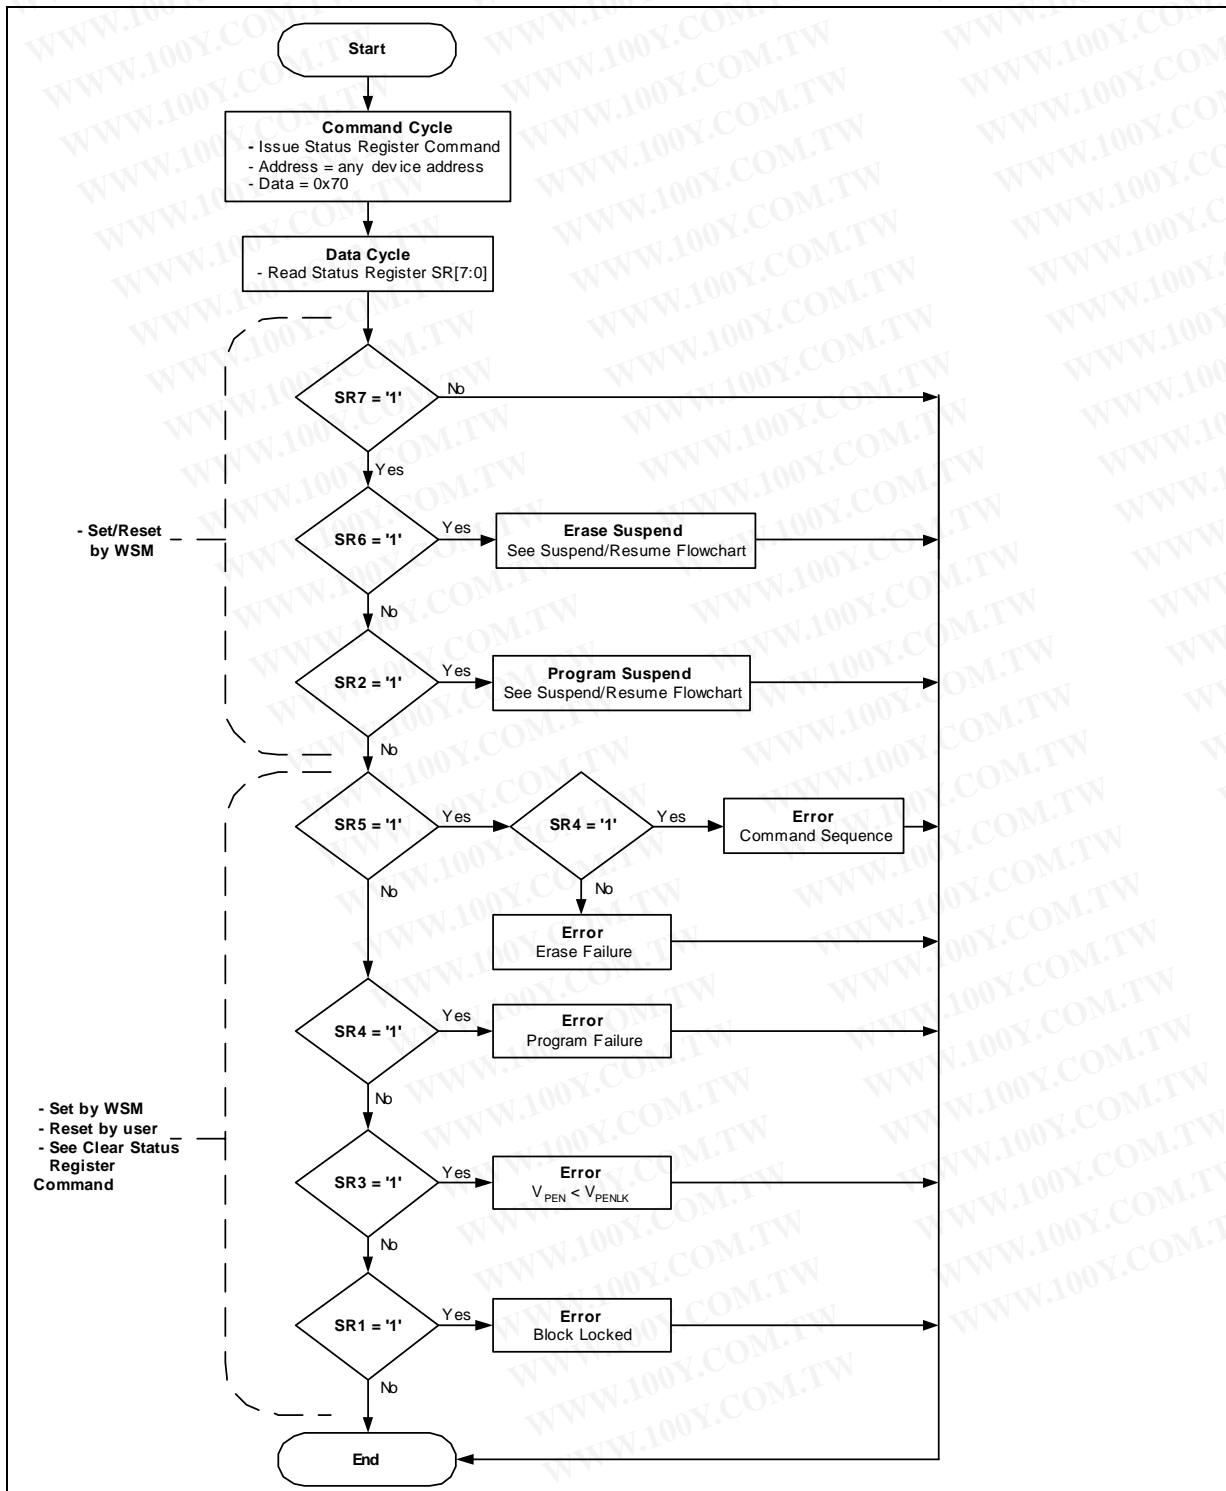 Start
Command Cycle
- Issue Status Register Command
- Address = any device address
- Data = 0x70
Data Cycle
- Read Status Register SR[7:0]
SR7 = '1'
No
Yes
- Set/Reset
by WSM
SR6 = '1'
Yes
Erase Suspend
See Suspend/Resume Flowchart
No
SR2 = '1'
Yes
Program Suspend
See Suspend/Resume Flowchart
No
SR5 = '1'
Yes
SR4 = '1'
Yes
Error
Command Sequence
No
No
Error
Erase Failure
SR4 = '1'
Yes
Error
Program Failure
No
- Set by WSM
- Reset by user
- See Clear Status
Register
Command
SR3 = '1'
Yes
Error
V PEN < V PENLK
No
SR1 = '1'
Yes
Error
Block Locked
No
End
WWW.100Y.COM.TW